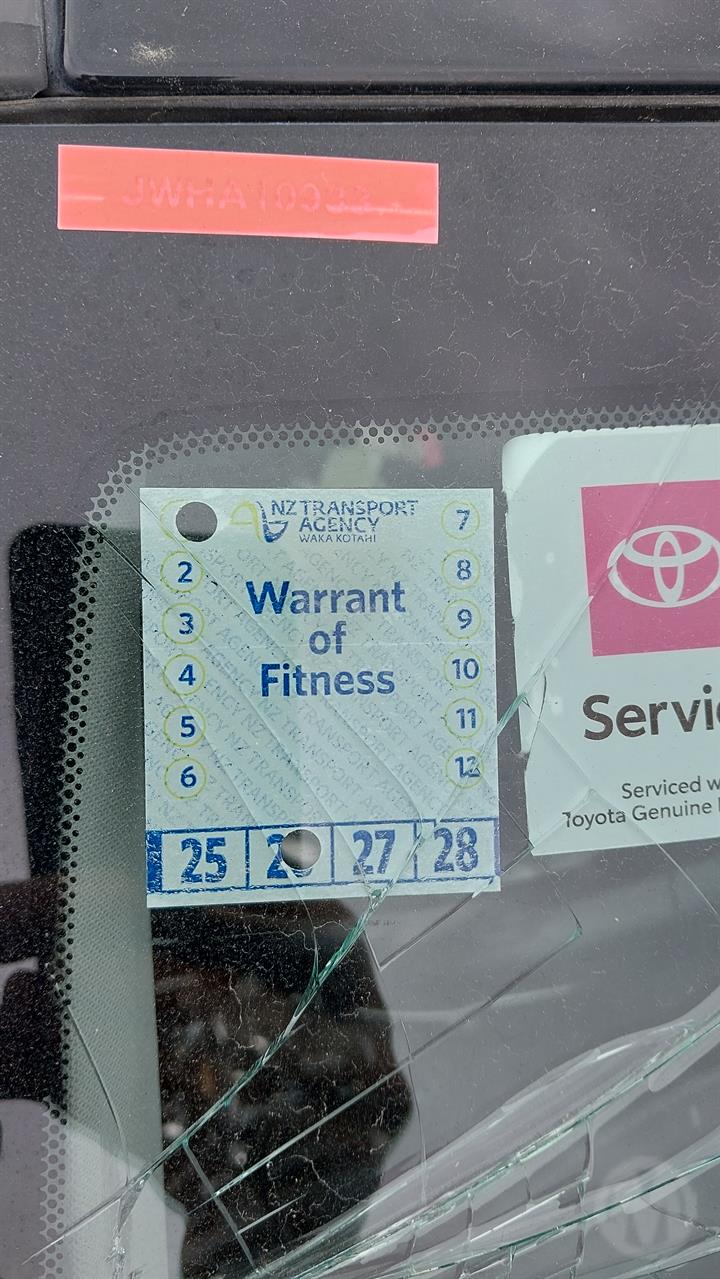 NZ TRANSPORT
AGENCY
WAKA KOTAHI
7
2
8
3
Warrant
of
Fitness
9
4
10
5
11
6
12
25
27
28
Servi
Serviced w
Toyota Genuine